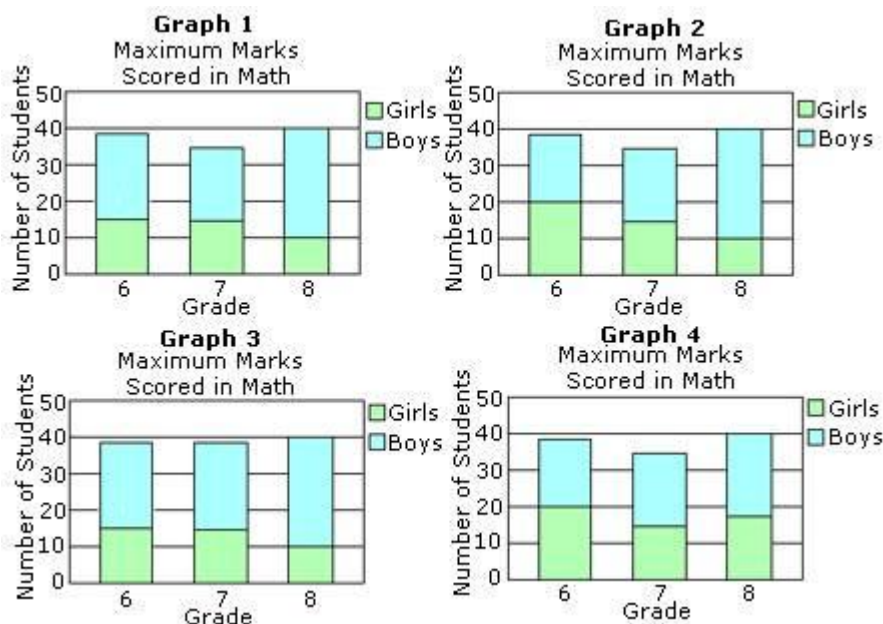 Graph 1
Maximum Marks
Scored in Math
Number of Students
50
40
30
20
10
0
6 7 8
Grade
Girls
Boys
Graph 2
Maximum Marks
Scored in Math
Number of Students
50
40
30
20
10
0
6 7 8
Grade
Girls
Boys
Graph 3
Maximum Marks
Scored in Math
Number of Students
50
40
30
20
10
0
6 7 8
Grade
Girls
Boys
Graph 4
Maximum Marks
Scored in Math
Number of Students
50
40
30
20
10
0
6 7 8
Grade
Girls
Boys